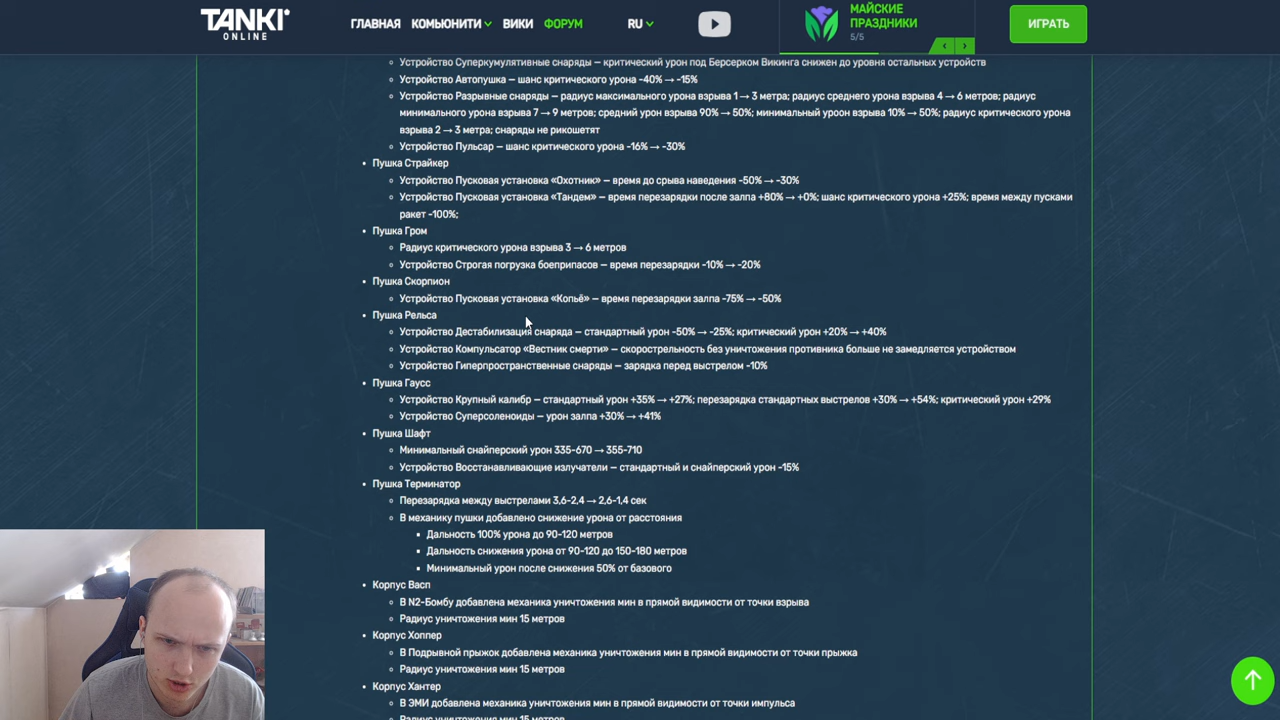 TANKI
ONLINE
ГЛАВНАЯ
КОМЬЮНИТИ
ВИКИ
ФОРУМ
RU
МАЙСКИЕ
ПРАЗДНИКИ
5/5
ИГРАТЬ
Устройство Суперкумулятивные снаряды — критический урон под Берсерком Викинга снижен до уровня остальных устройств
Устройство Автопушка — шанс критического урона -40% → -15%
Устройство Разрывные снаряды — радиус максимального урона взрыва 1 → 3 метра; радиус среднего урона взрыва 4 → 6 метров; радиус
минимального урона взрыва 7 → 9 метров; средний урон взрыва 90% → 50%; минимальный уроон взрыва 10% → 50%; радиус критического урона
взрыва 2 → 3 метра; снаряды не рикошетят
Устройство Пульсар — шанс критического урона -16% → -30%
Пушка Страйкер
Устройство Пусковая установка «Охотник» — время до срыва наведения -50% → -30%
Устройство Пусковая установка «Тандем» — время перезарядки после залпа +80% → +0%; шанс критического урона +25%; время между пусками
ракет -100%;
Пушка Гром
Радиус критического урона взрыва 3 → 6 метров
Устройство Строгая погрузка боеприпасов — время перезарядки -10% → -20%
Пушка Скорпион
Устройство Пусковая установка «Копьё» — время перезарядки залпа -75% → -50%
Пушка Рельса
Устройство Дестабилизация снаряда — стандартный урон -50% → -25%; критический урон +20% → +40%
Устройство Компульсатор «Вестник смерти» — скорострельность без уничтожения противника больше не замедляется устройством
Устройство Гиперпространственные снаряды — зарядка перед выстрелом -10%
Пушка Гаусс
Устройство Крупный калибр — стандартный урон +35% → +27%; перезарядка стандартных выстрелов +30% → +54%; критический урон +29%
Устройство Суперсоленоиды — урон залпа +30% → +41%
Пушка Шафт
Минимальный снайперский урон 335-670 → 355-710
Устройство Восстанавливающие излучатели — стандартный и снайперский урон -15%
Пушка Терминатор
Перезарядка между выстрелами 3,6-2,4 → 2,6-1,4 сек
В механику пушки добавлено снижение урона от расстояния
Дальность 100% урона до 90-120 метров
Дальность снижения урона от 90-120 до 150-180 метров
Минимальный урон после снижения 50% от базового
Корпус Васп
В N2-Бомбу добавлена механика уничтожения мин в прямой видимости от точки взрыва
Радиус уничтожения мин 15 метров
Корпус Хоппер
В Подрывной прыжок добавлена механика уничтожения мин в прямой видимости от точки прыжка
Радиус уничтожения мин 15 метров
Корпус Хантер
В ЭМИ добавлена механика уничтожения мин в прямой видимости от точки импульса
Радиус уничтожения мин 15 метров